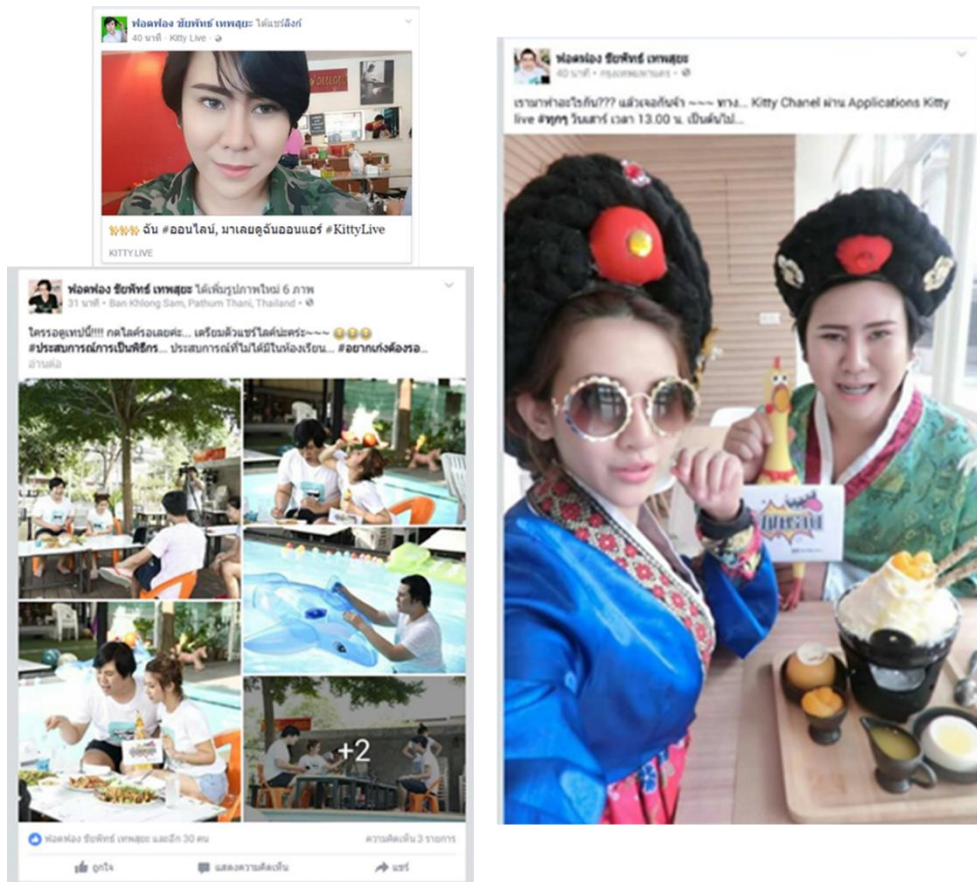 ฟอดฟอง ชัยพัทธ์ เทพสุยะ ได้แชร์ลิงก์
40 นาที · Kitty Live ·
ฉัน #ออนไลน์, มาเลยดูฉันออนแอร์ #KittyLive
KITTY.LIVE
ฟอดฟอง ชัยพัทธ์ เทพสุยะ ได้เพิ่มรูปภาพใหม่ 6 ภาพ
31 นาที · Ban Khlong Sam, Pathum Thani, Thailand ·
ใครรอดูเทปนี้!!!! กดไลค์รอเลยค่ะ... เตรียมตัวแชร์ไลค์นะคร่ะ~~~
#ประสบการณ์การเป็นพิธีกร... ประสบการณ์ที่ไม่ได้มีในห้องเรียน... #อยากเก่งต้องรอ...
อ่านต่อ
+2
ฟอดฟอง ชัยพัทธ์ เทพสุยะ และอีก 30 คน
ความคิดเห็น 3 รายการ
ถูกใจ
แสดงความคิดเห็น
แชร์
ฟอดฟอง ชัยพัทธ์ เทพสุยะ
40 นาที · กรุงเทพมหานคร ·
เรามาทำอะไรกัน??? แล้วเจอกันจ้า ~~~ ทาง... Kitty Chanel ผ่าน Applications Kitty
live #ทุกๆ วันเสาร์ เวลา 13.00 น. เป็นต้นไป...